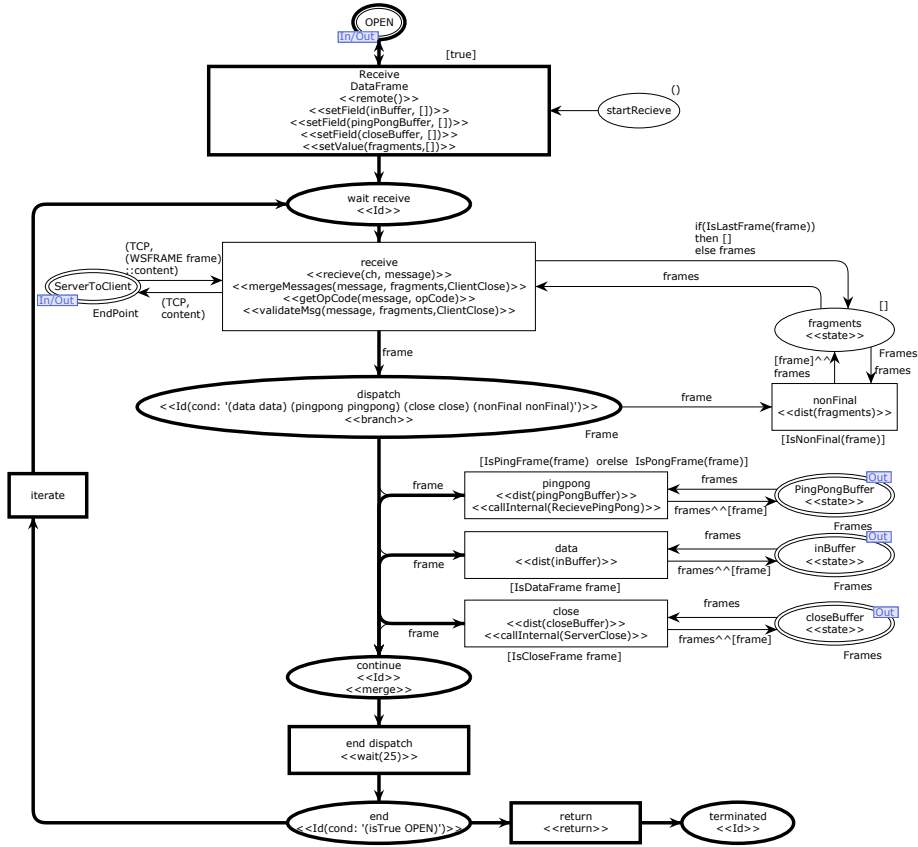 OPEN
In/Out
[true]
Receive
DataFrame
<<remote()>>
<<setField(inBuffer, [])>>
<<setField(pingPongBuffer, [])>>
<<setField(closeBuffer, [])>>
<<setValue(fragments,[])>>
()
startRecieve
wait receive
<<Id>>
(TCP,
(WSFRAME frame)
::content)
ServerToClient
In/Out
EndPoint
(TCP,
content)
receive
<<recieve(ch, message)>>
<<mergeMessages(message, fragments,ClientClose)>>
<<getOpCode(message, opCode)>>
<<validateMsg(message, fragments,ClientClose)>>
if(IsLastFrame(frame))
then []
else frames
frames
[]
fragments
<<state>>
Frames
[frame]^^
frames
frames
frame
dispatch
<<Id(cond: '(data data) (pingpong pingpong) (close close) (nonFinal nonFinal)')>>
<<branch>>
Frame
frame
nonFinal
<<dist(fragments)>>
[IsNonFinal(frame)]
[IsPingFrame(frame)  orelse  IsPongFrame(frame)]
frame
pingpong
<<dist(pingPongBuffer)>>
<<callInternal(RecievePingPong)>>
frames
frames^^[frame]
Out
PingPongBuffer
<<state>>
Frames
iterate
frame
data
<<dist(inBuffer)>>
[IsDataFrame frame]
frames
frames^^[frame]
Out
inBuffer
<<state>>
Frames
frame
close
<<dist(closeBuffer)>>
<<callInternal(ServerClose)>>
[IsCloseFrame frame]
frames
frames^^[frame]
Out
closeBuffer
<<state>>
Frames
continue
<<Id>>
<<merge>>
end dispatch
<<wait(25)>>
end
<<Id(cond: '(isTrue OPEN)')>>
return
<<return>>
terminated
<<Id>>